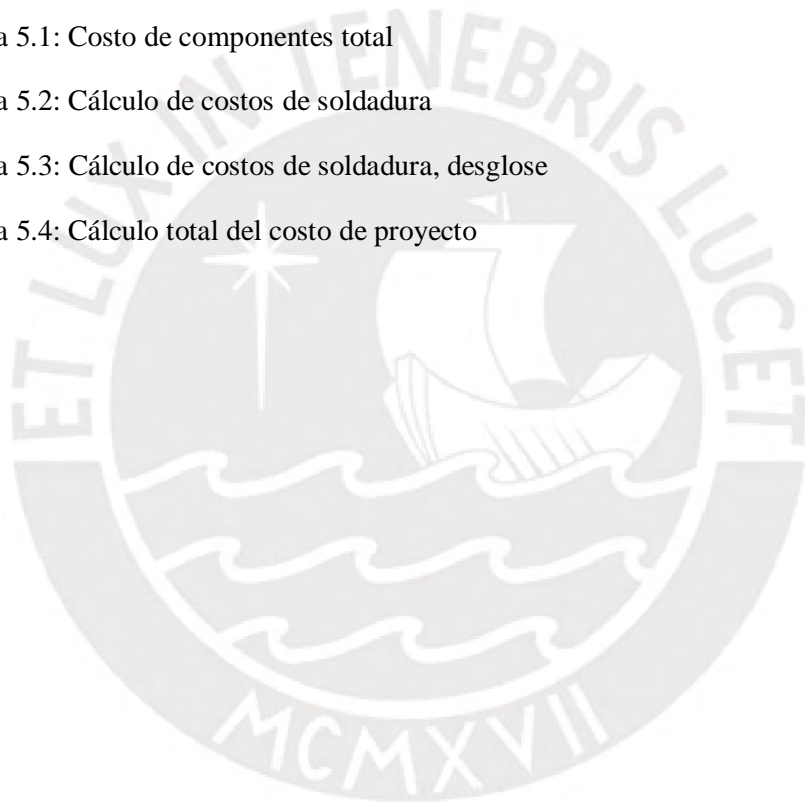 a 5.1: Costo de componentes total
a 5.2: Cálculo de costos de soldadura
a 5.3: Cálculo de costos de soldadura, desglose
a 5.4: Cálculo total del costo de proyecto
ET LUX IN TENEBRIS LUCET
MCMXVII